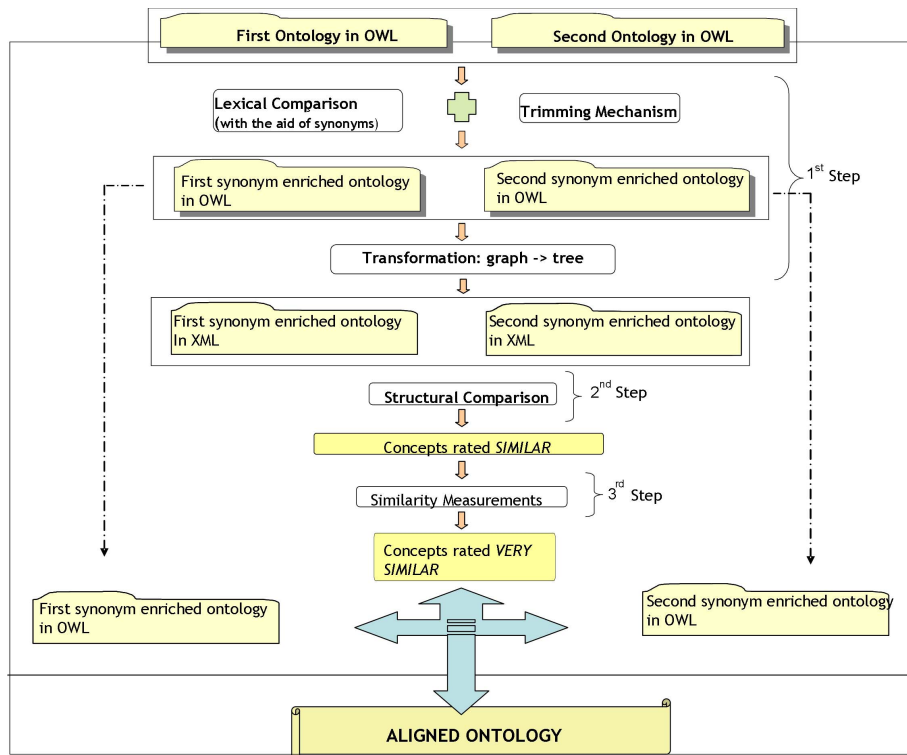 First Ontology in OWL
Second Ontology in OWL
Lexical Comparison
(with the aid of synonyms)
Trimming Mechanism
1st Step
First synonym enriched ontology
in OWL
Second synonym enriched ontology
in OWL
Transformation: graph -> tree
First synonym enriched ontology
In XML
Second synonym enriched ontology
in XML
Structural Comparison
2nd Step
Concepts rated SIMILAR
Similarity Measurements
3rd Step
Concepts rated VERY
SIMILAR
First synonym enriched ontology
in OWL
Second synonym enriched ontology
in OWL
ALIGNED ONTOLOGY